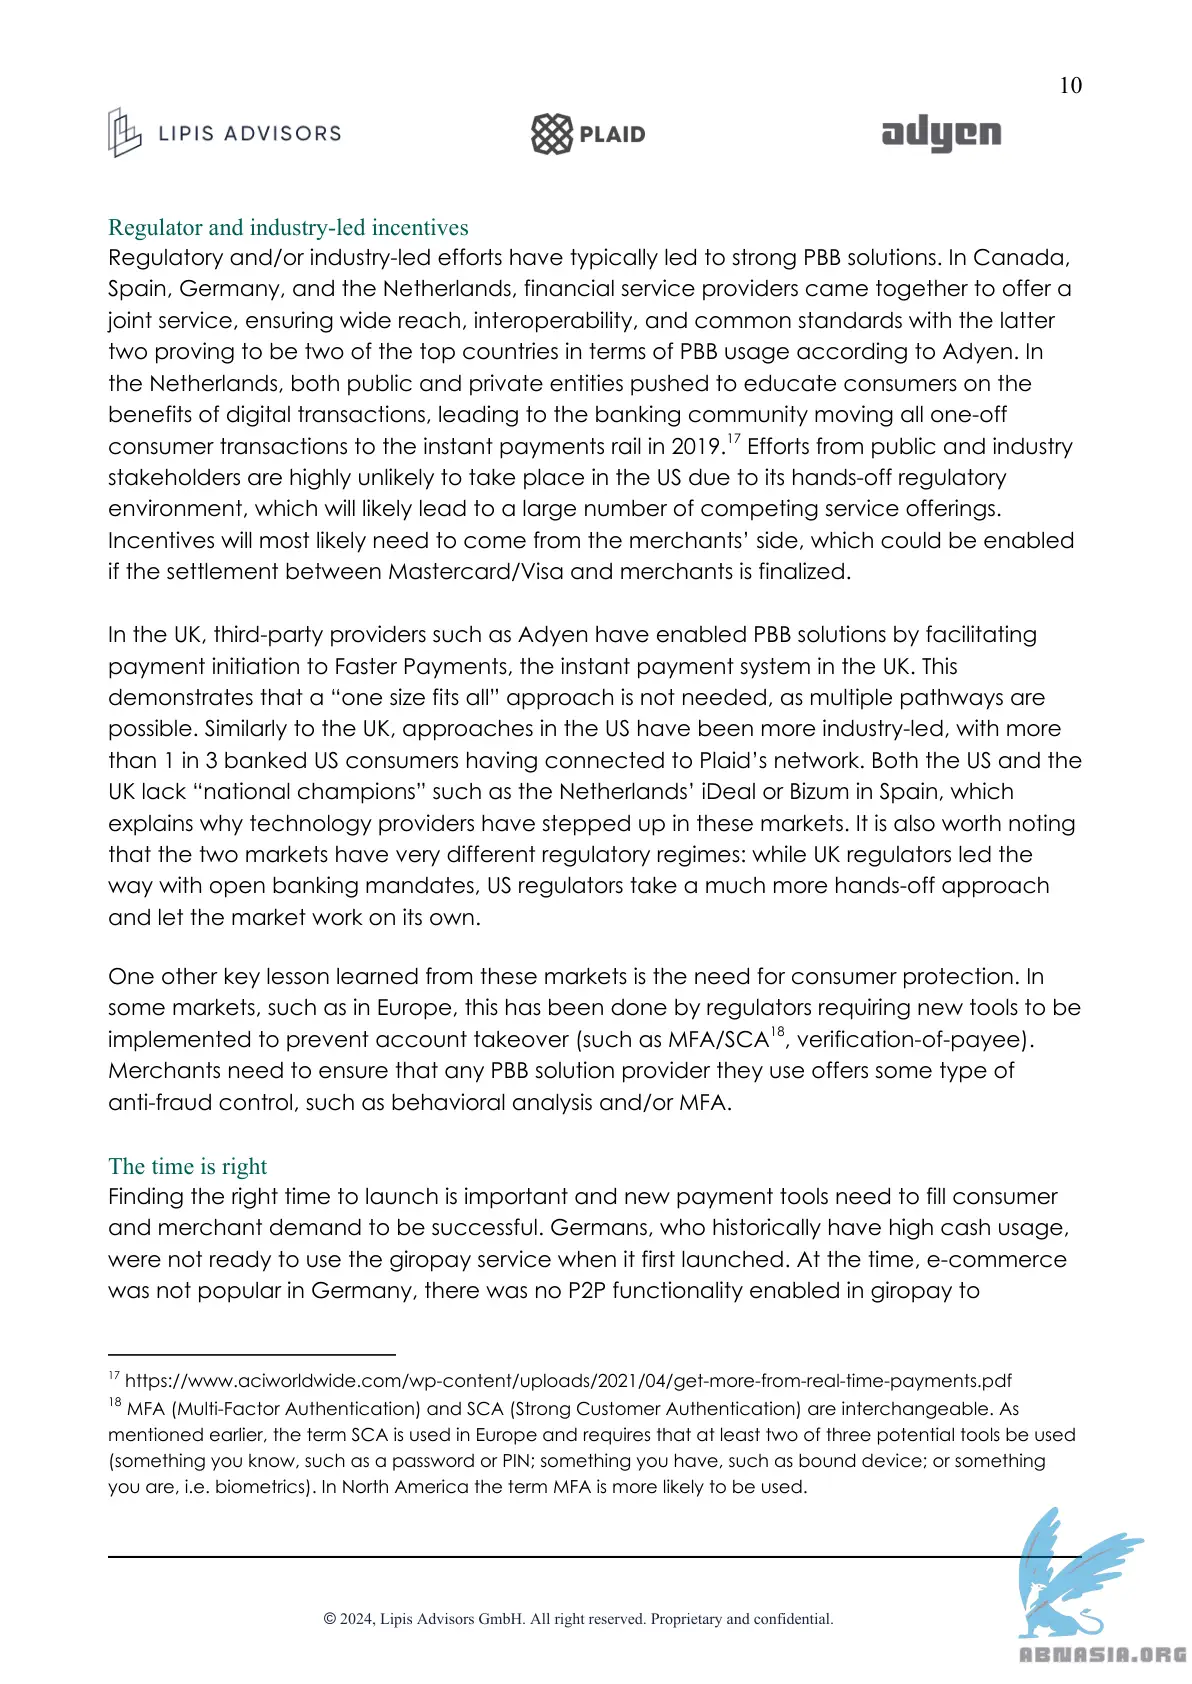 10
LIPIS ADVISORS
PLAID
adyen
Regulator and industry-led incentives
Regulatory and/or industry-led efforts have typically led to strong PBB solutions. In Canada,
Spain, Germany, and the Netherlands, financial service providers came together to offer a
joint service, ensuring wide reach, interoperability, and common standards with the latter
two proving to be two of the top countries in terms of PBB usage according to Adyen. In
the Netherlands, both public and private entities pushed to educate consumers on the
benefits of digital transactions, leading to the banking community moving all one-off
consumer transactions to the instant payments rail in 2019.17 Efforts from public and industry
stakeholders are highly unlikely to take place in the US due to its hands-off regulatory
environment, which will likely lead to a large number of competing service offerings.
Incentives will most likely need to come from the merchants’ side, which could be enabled
if the settlement between Mastercard/Visa and merchants is finalized.
In the UK, third-party providers such as Adyen have enabled PBB solutions by facilitating
payment initiation to Faster Payments, the instant payment system in the UK. This
demonstrates that a “one size fits all” approach is not needed, as multiple pathways are
possible. Similarly to the UK, approaches in the US have been more industry-led, with more
than 1 in 3 banked US consumers having connected to Plaid’s network. Both the US and the
UK lack “national champions” such as the Netherlands’ iDeal or Bizum in Spain, which
explains why technology providers have stepped up in these markets. It is also worth noting
that the two markets have very different regulatory regimes: while UK regulators led the
way with open banking mandates, US regulators take a much more hands-off approach
and let the market work on its own.
One other key lesson learned from these markets is the need for consumer protection. In
some markets, such as in Europe, this has been done by regulators requiring new tools to be
implemented to prevent account takeover (such as MFA/SCA18, verification-of-payee).
Merchants need to ensure that any PBB solution provider they use offers some type of
anti-fraud control, such as behavioral analysis and/or MFA.
The time is right
Finding the right time to launch is important and new payment tools need to fill consumer
and merchant demand to be successful. Germans, who historically have high cash usage,
were not ready to use the giropay service when it first launched. At the time, e-commerce
was not popular in Germany, there was no P2P functionality enabled in giropay to
17 https://www.aciworldwide.com/wp-content/uploads/2021/04/get-more-from-real-time-payments.pdf
18 MFA (Multi-Factor Authentication) and SCA (Strong Customer Authentication) are interchangeable. As
mentioned earlier, the term SCA is used in Europe and requires that at least two of three potential tools be used
(something you know, such as a password or PIN; something you have, such as bound device; or something
you are, i.e. biometrics). In North America the term MFA is more likely to be used.
© 2024, Lipis Advisors GmbH. All right reserved. Proprietary and confidential.
ABNASIA.ORG